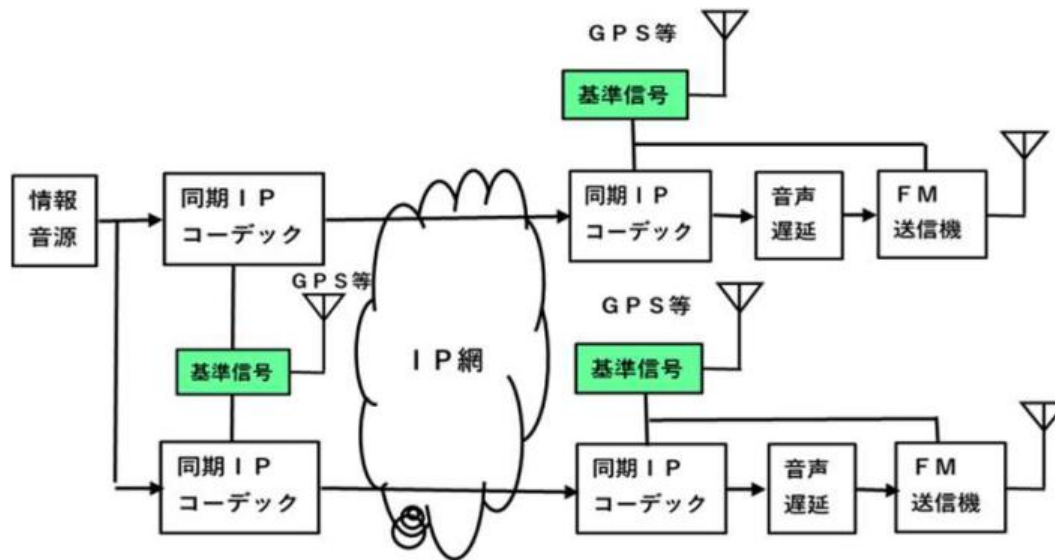 GPS等
基準信号
情報
音源
同期IP
コーデック
同期IP
コーデック
音声
遅延
FM
送信機
GPS等
基準信号
IP網
GPS等
基準信号
同期IP
コーデック
同期IP
コーデック
音声
遅延
FM
送信機